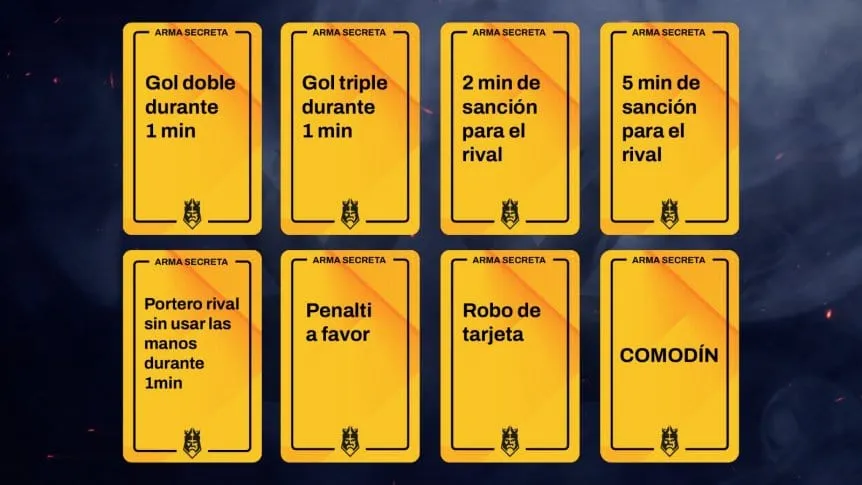 ARMA SECRETA
Gol doble
durante
1 min
ARMA SECRETA
Gol triple
durante
1 min
ARMA SECRETA
2 min de
sanción
para el
rival
ARMA SECRETA
5 min de
sanción
para el
rival
ARMA SECRETA
Portero rival
sin usar las
manos
durante
1min
ARMA SECRETA
Penalti
a favor
ARMA SECRETA
Robo de
tarjeta
ARMA SECRETA
COMODÍN